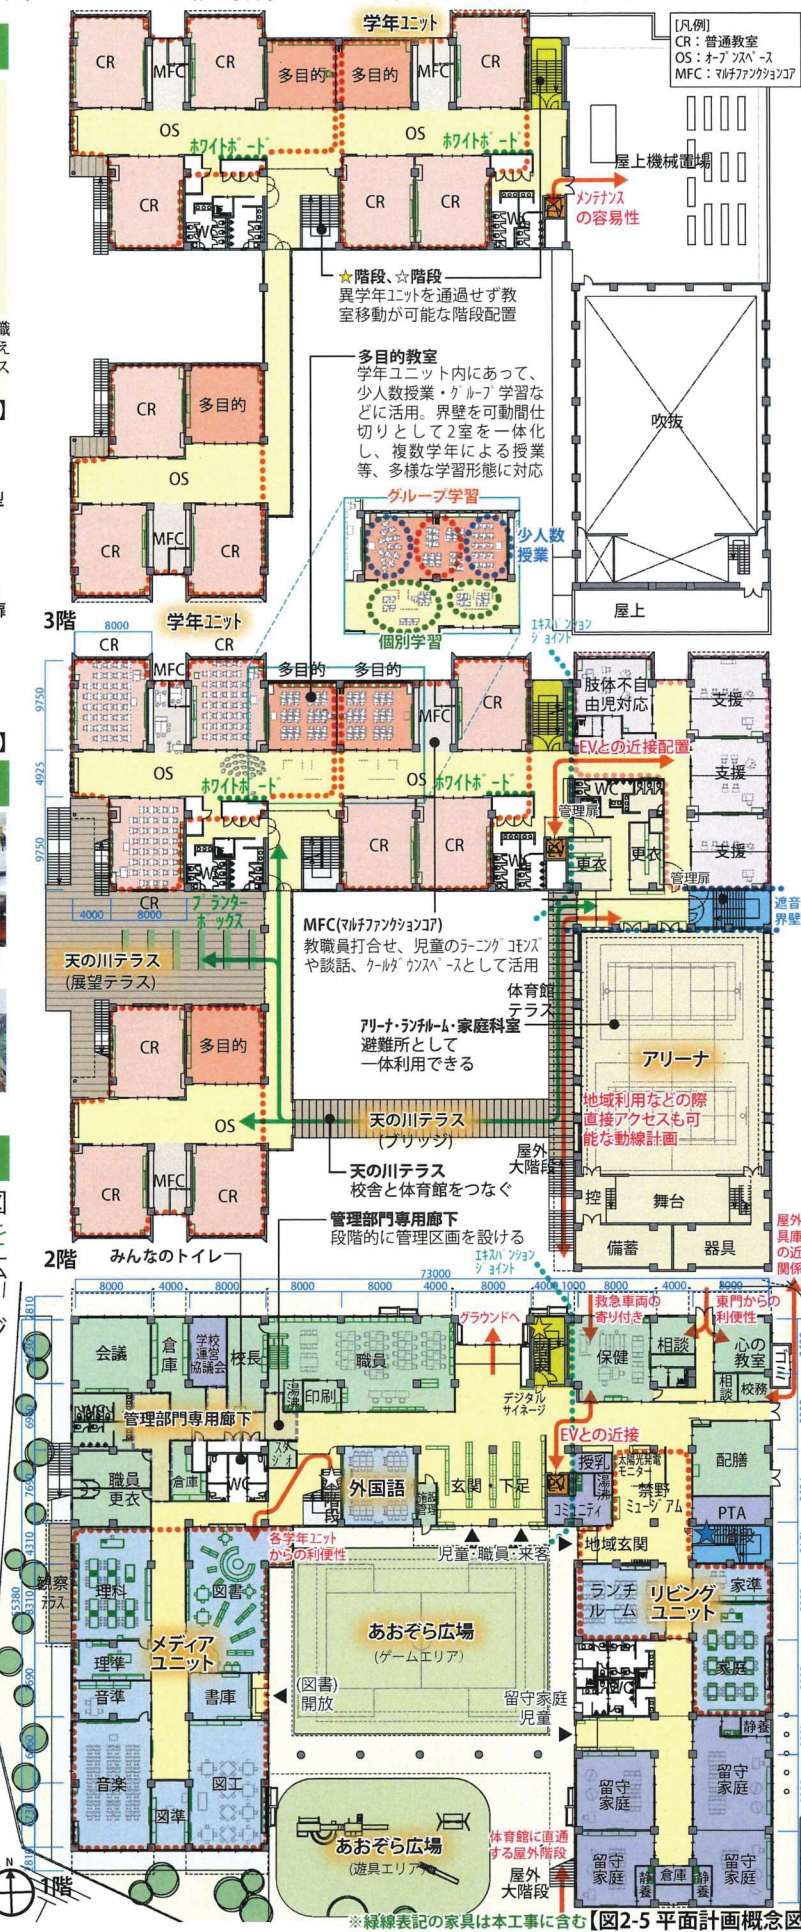 学年ユニット
[凡例]
CR：普通教室
OS：オープンスペース
MFC：マルチファンクションコア
CR
MFC
CR
多目的
多目的
MFC
CR
OS
OS
ホワイトボード
ホワイトボード
屋上機械置場
CR
WC
CR
CR
WC
EV
メンテナンス
の容易性
★階段、☆階段
異学年ユニットを通過せず教
室移動が可能な階段配置
多目的教室
学年ユニット内にあって、
少人数授業・グループ学習な
どに活用。界壁を可動間仕
切りとして2室を一体化
し、複数学年による授業
等、多様な学習形態に対応
CR
多目的
吹抜
OS
グループ学習
CR
MFC
CR
少人数
授業
屋上
3階
学年ユニット
個別学習
エキスパンション
ジョイント
8000
CR
MFC
CR
多目的
多目的
CR
MFC
肢体不自
由児対応
支援
9750
4925
9750
OS
OS
EVとの近接配置
ホワイトボード
ホワイトボード
WC
支援
管理扉
WC
CR
CR
WC
EV
更衣
更衣
支援
管理扉
CR
4000
8000
プランター
ボックス
MFC(マルチファンクションコア)
教職員打合せ、児童のラーニングコモンズ
や談話、クールダウンスペースとして活用
遮音
界壁
天の川テラス
(展望テラス)
体育館
テラス
アリーナ・ランチルーム・家庭科室
避難所として
一体利用できる
CR
多目的
アリーナ
地域利用などの際
直接アクセスも可
能な動線計画
OS
天の川テラス
(ブリッジ)
屋外
大階段
CR
MFC
CR
天の川テラス
校舎と体育館をつなぐ
控
舞台
管理部門専用廊下
段階的に管理区画を設ける
備蓄
器具
2階
みんなのトイレ
エキスパンション
ジョイント
73000
8000
4000
8000
8000
8000
4000
8000
4000
1000
8000
4000
8000
グラウンドへ
救急車両の
寄り付き
東門からの
利便性
会議
倉庫
学校
運営
協議会
校長
職員
保健
相談
心の
教室
湯沸
印刷
デジタル
サイネージ
相談
校務
管理部門専用廊下
EVとの近接
WC
スタジオ
職員
更衣
倉庫
WC
外国語
施設
管理
玄関・下足
EV
授乳
湯沸
コミュニティ
太陽光発電
モニター
禁野
ミュージアム
配膳
PTA
各学年ユニット
からの利便性
児童・職員・来客
地域玄関
観察
テラス
理科
図書
ランチ
ルーム
リビング
ユニット
家準
メディア
ユニット
あおぞら広場
(ゲームエリア)
理準
家庭
音準
書庫
(図書)
開放
留守家庭
児童
WC
静養
音楽
図工
留守
家庭
留守
家庭
図準
あおぞら広場
(遊具エリア)
体育館に直通
する屋外階段
屋外
大階段
留守
家庭
静養
倉庫
静養
留守
家庭
N
1階
※緑線表記の家具は本工事に含む
【図2-5 平面計画概念図